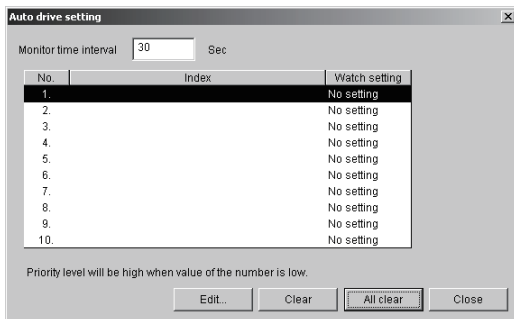 Auto drive setting
Monitor time interval 30 Sec
No. Index Watch setting
1. No setting
2. No setting
3. No setting
4. No setting
5. No setting
6. No setting
7. No setting
8. No setting
9. No setting
10. No setting
Priority level will be high when value of the number is low.
Edit... Clear All clear Close